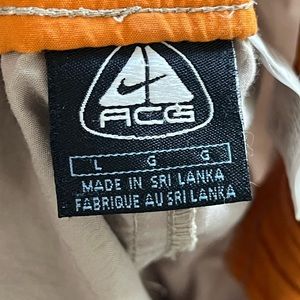 ACG
L G G
MADE IN SRI LANKA
FABRIQUE AU SRI LANKA